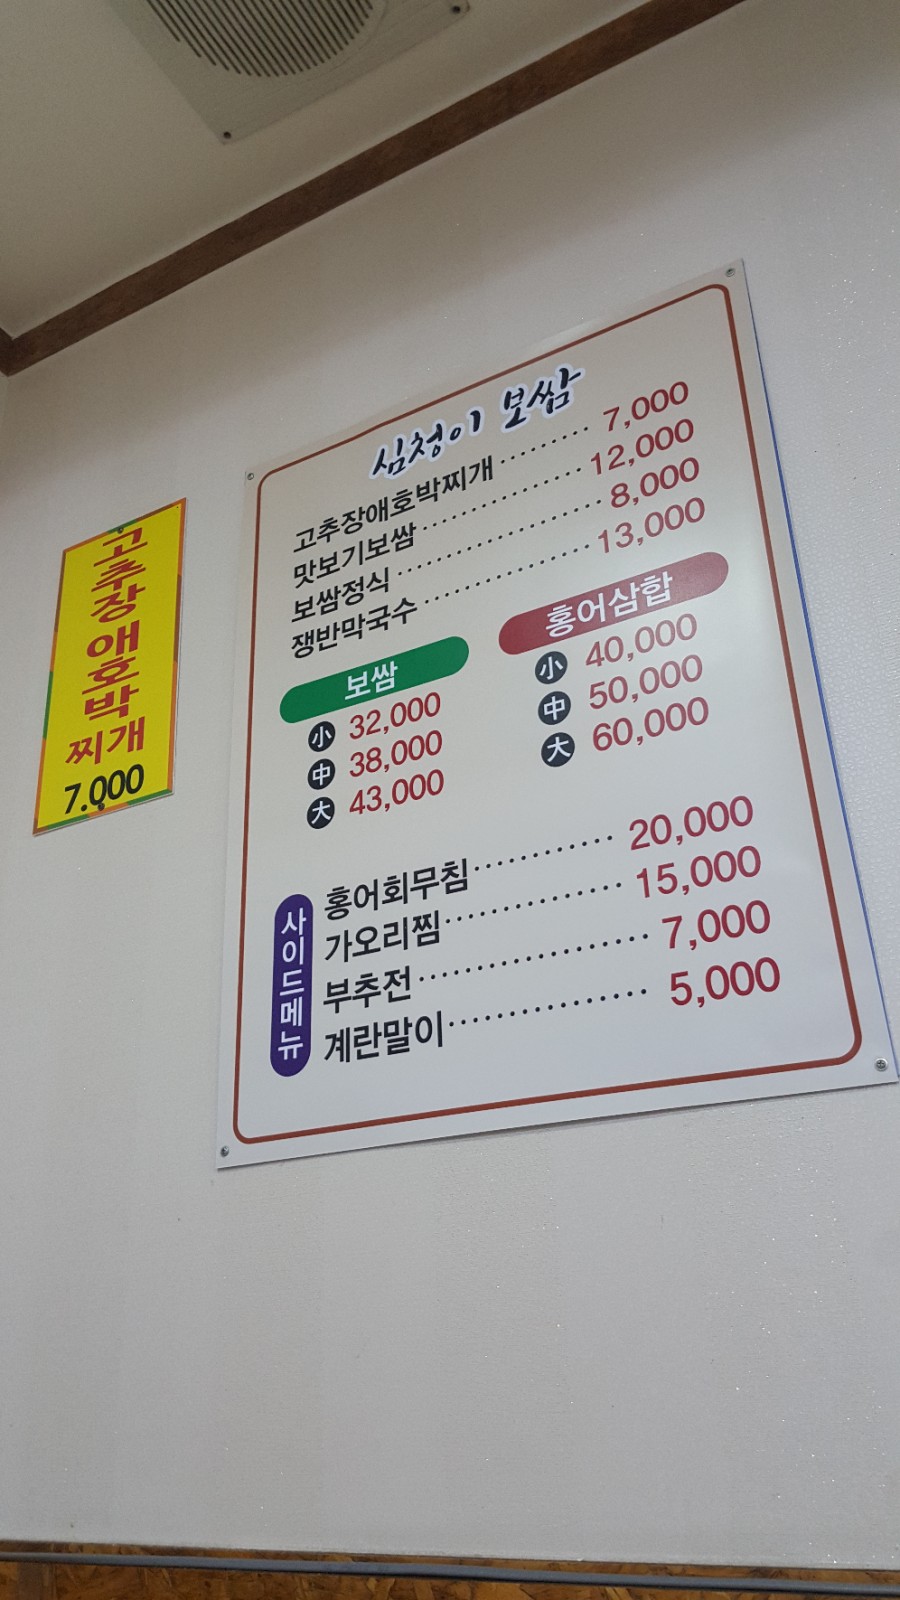 고추장애호박찌개
7.000
심청이 보쌈
고추장애호박찌개 7,000
맛보기보쌈 12,000
보쌈정식 8,000
쟁반막국수 13,000
보쌈
小 32,000
中 38,000
大 43,000
홍어삼합
小 40,000
中 50,000
大 60,000
사이드메뉴
홍어회무침 20,000
가오리찜 15,000
부추전 7,000
계란말이 5,000